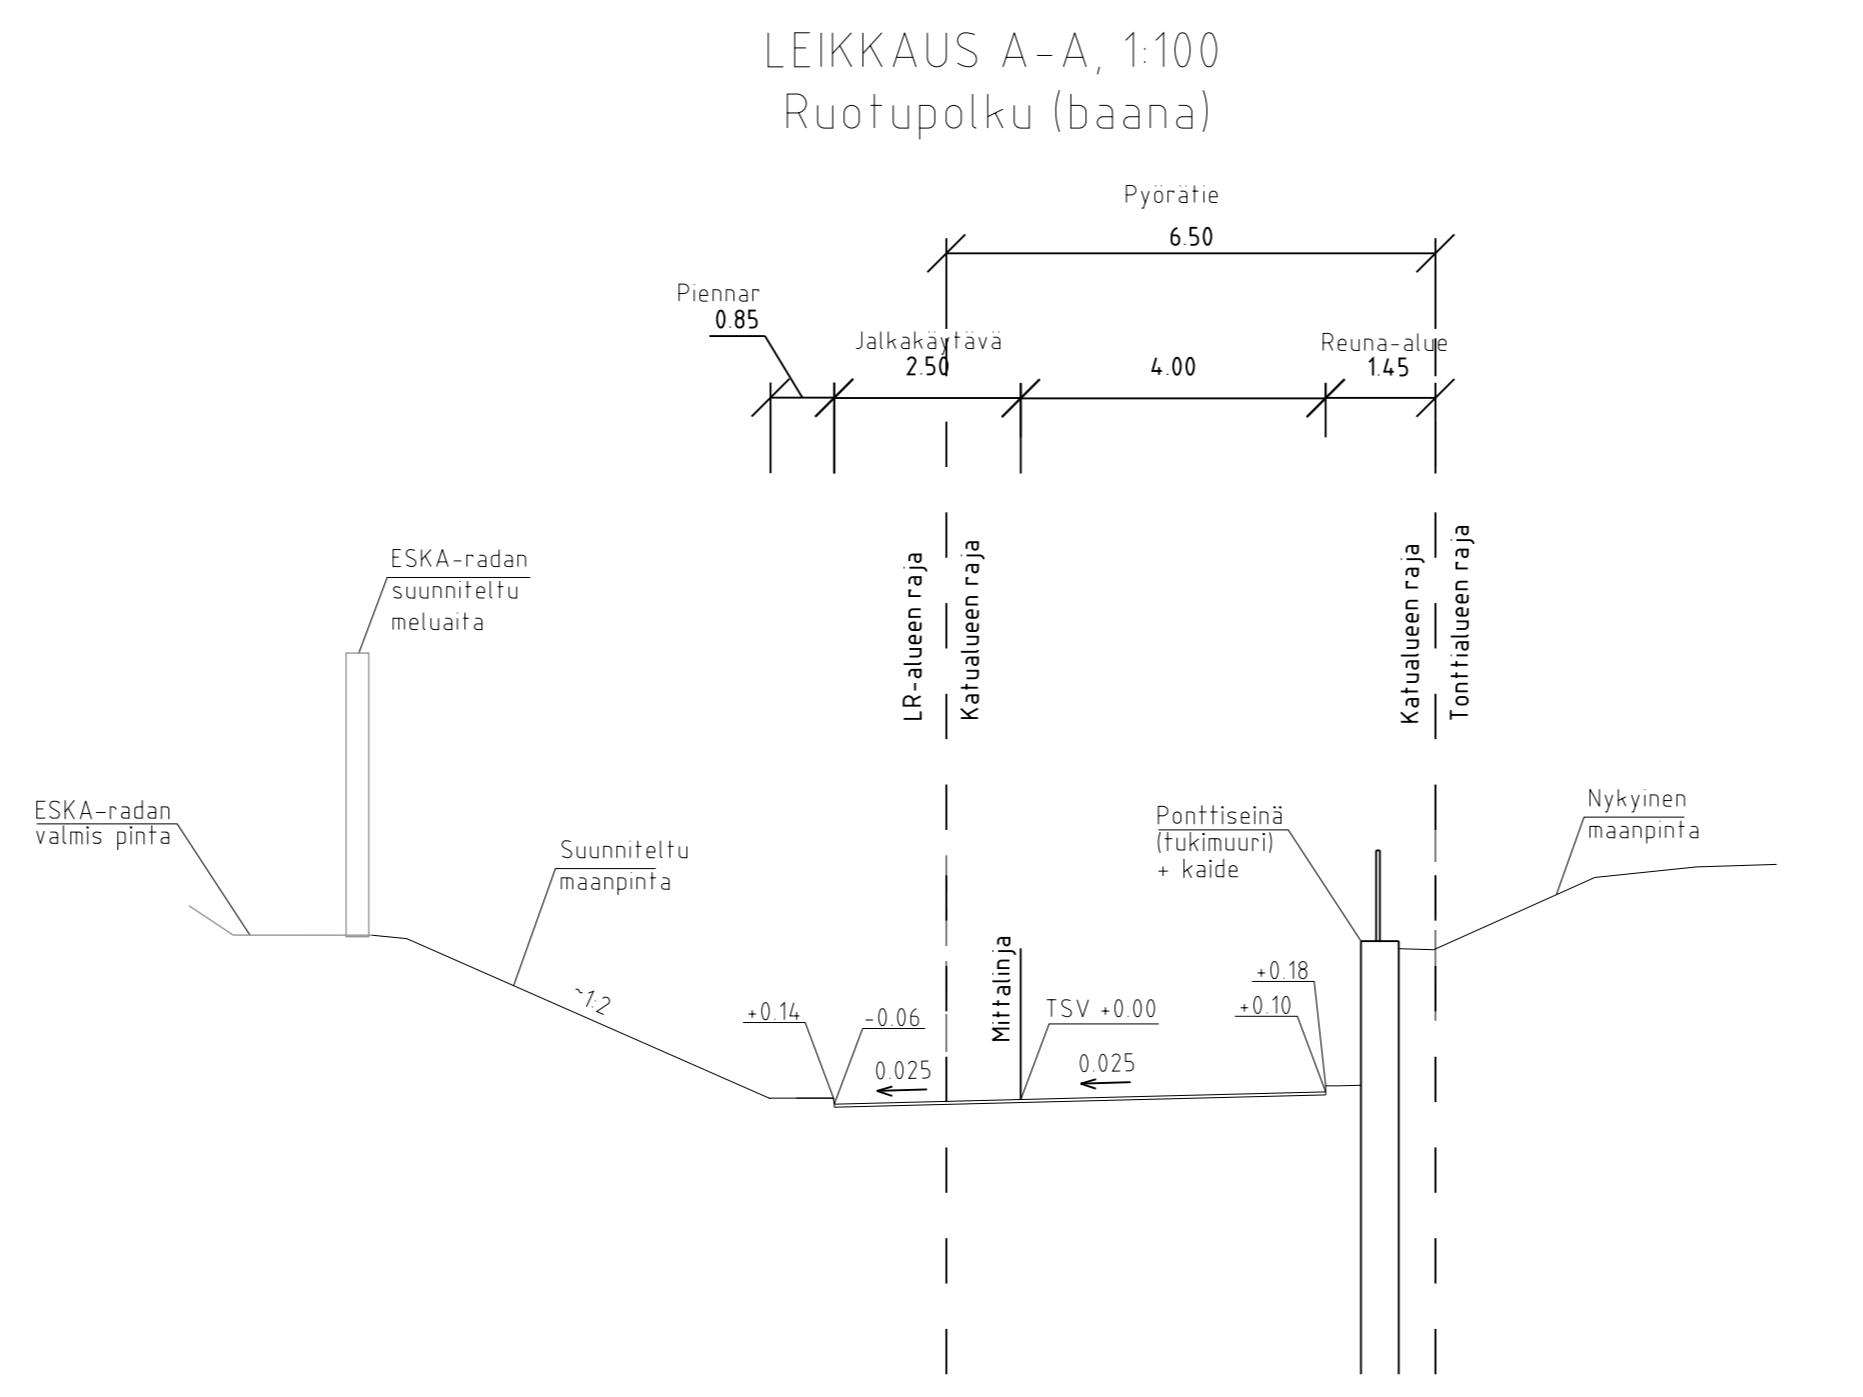 LEIKKAUS A-A, 1:100
Ruotupolku (baana)
Pyörätie
6.50
Piennar
0.85
Jalkakäytävä
2.50
4.00
Reuna-alue
1.45
LR-alueen raja
Katualueen raja
Katualueen raja
Tonttialueen raja
ESKA-radan
suunniteltu
meluaita
ESKA-radan
valmis pinta
Suunniteltu
maanpinta
~1:2
Ponttiseinä
(tukimuuri)
+ kaide
Nykyinen
maanpinta
Mittalinja
+0.14
-0.06
0.025
TSV +0.00
0.025
+0.18
+0.10